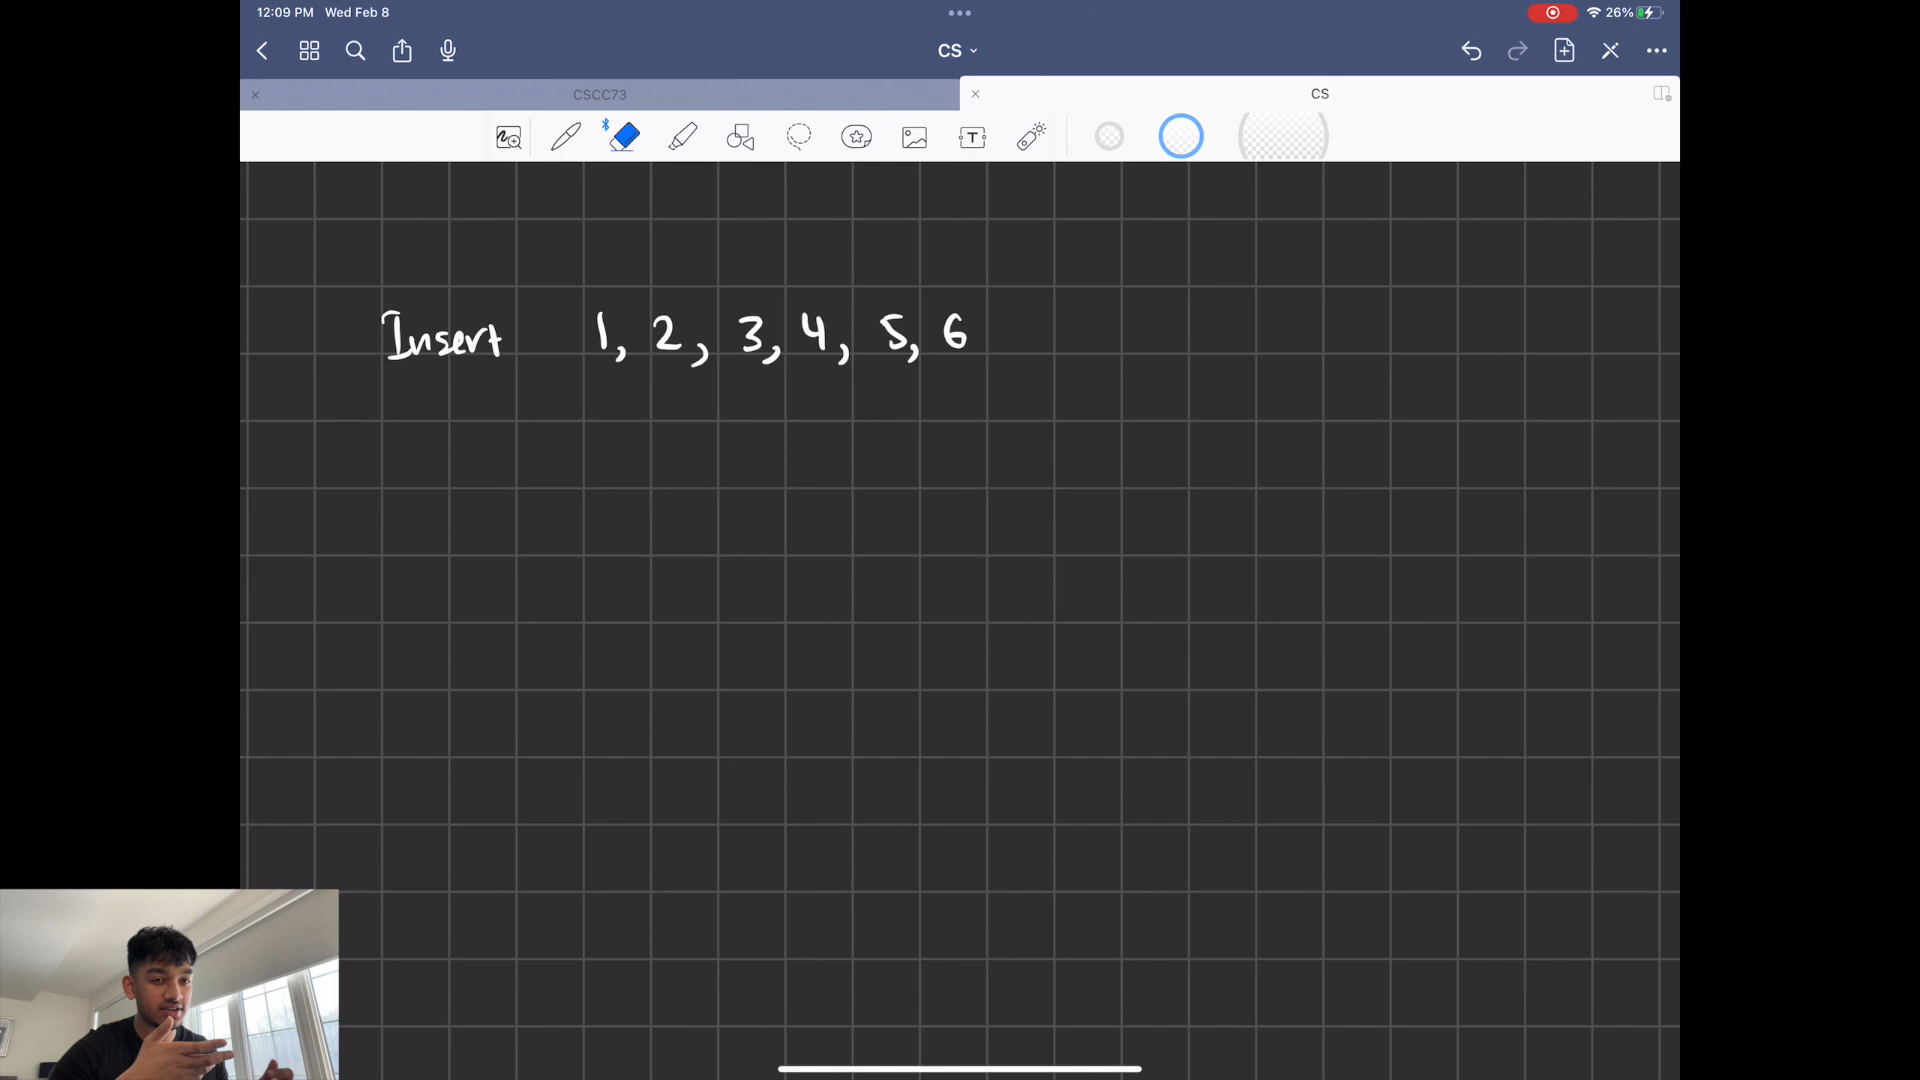 12:09 PM Wed Feb 8
26%
CS
CSCC73
CS
T
Insert 1, 2, 3, 4, 5, 6